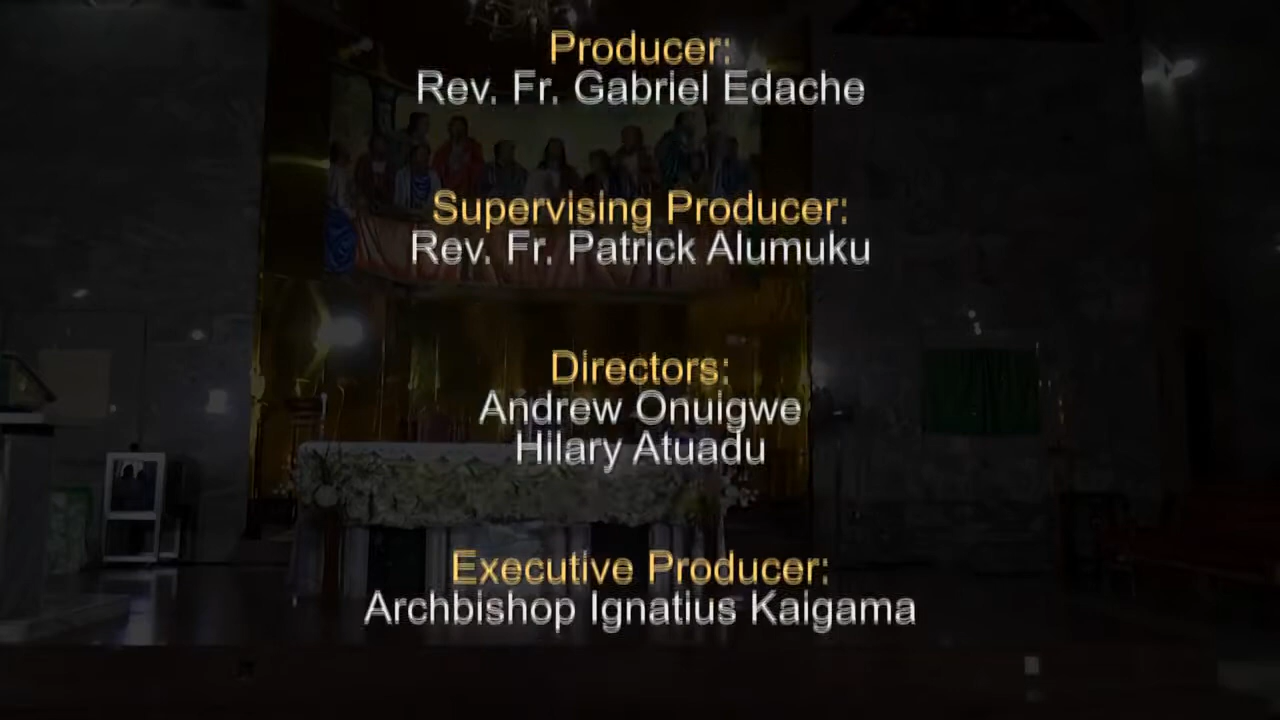 Producer:
Rev. Fr. Gabriel Edache
Supervising Producer:
Rev. Fr. Patrick Alumuku
Directors:
Andrew Onuigwe
Hilary Atuadu
Executive Producer:
Archbishop Ignatius Kaigama